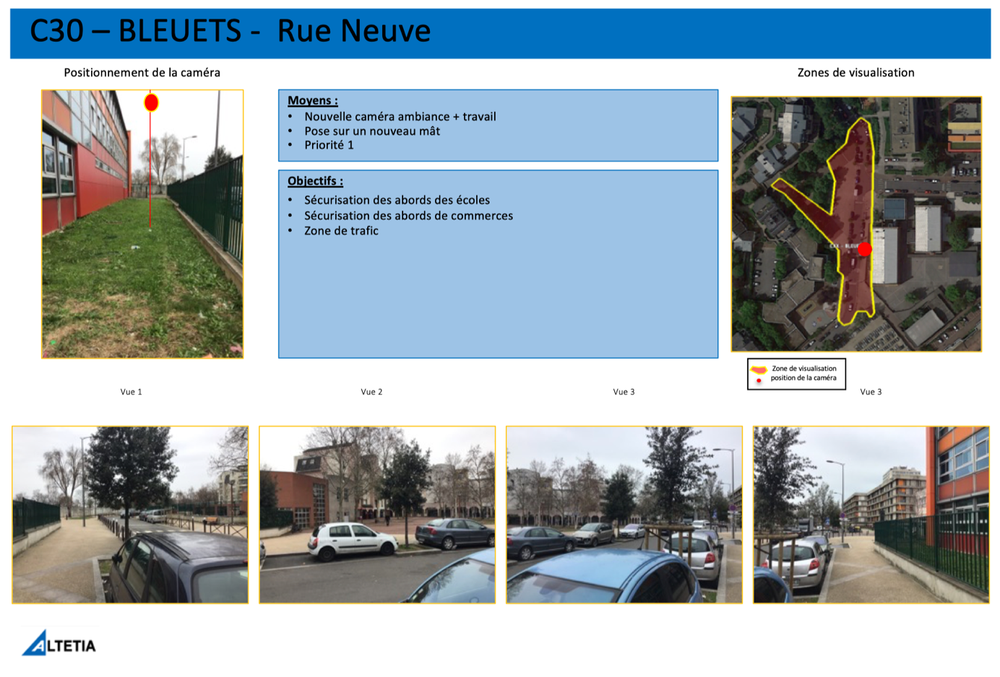 C30 – BLEUETS - Rue Neuve
Positionnement de la caméra
Zones de visualisation
Moyens :
• Nouvelle caméra ambiance + travail
• Pose sur un nouveau mât
• Priorité 1
Objectifs :
• Sécurisation des abords des écoles
• Sécurisation des abords de commerces
• Zone de trafic
Zone de visualisation
position de la caméra
Vue 1
Vue 2
Vue 3
Vue 3
ALTETIA